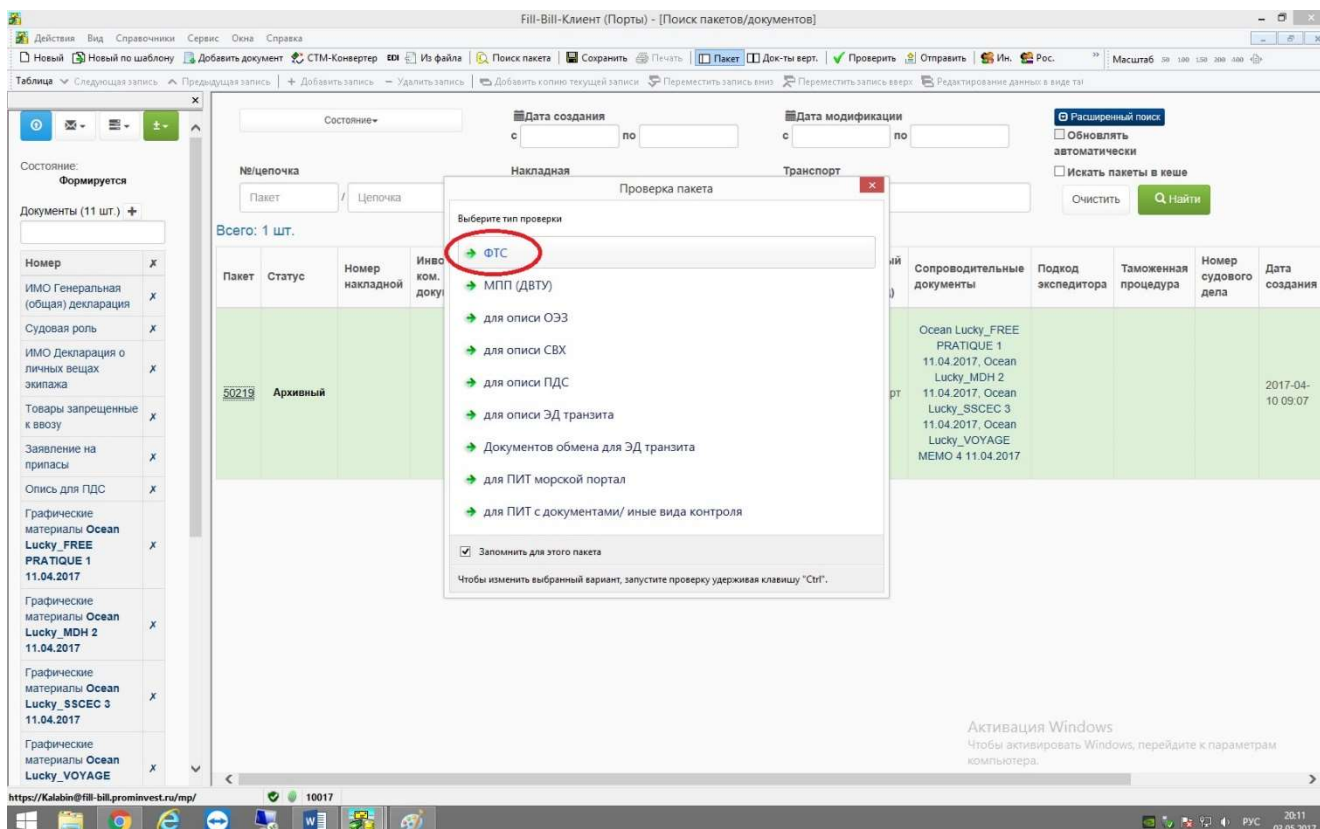 Fill-Bill-Клиент (Порты) - [Поиск пакетов/документов]
Действия Вид Справочники Сервис Окна Справка
Новый Новый по шаблону Добавить документ СТМ-Конвертер EDI Из файла Поиск пакета Сохранить Печать Пакет Док-ты верт. Проверить Отправить Ин. Рос. » Масштаб 50 100 150 200 400
Таблица Следующая запись Предыдущая запись + Добавить запись − Удалить запись Добавить копию текущей записи Переместить запись вниз Переместить запись вверх Редактирование данных в виде таб
Состояние:
Формируется
Документы (11 шт.) +
Номер x
ИМО Генеральная
(общая) декларация x
Судовая роль x
ИМО Декларация о
личных вещах x
экипажа
Товары запрещенные
к ввозу x
Заявление на
припасы x
Опись для ПДС x
Графические
материалы Ocean
Lucky_FREE x
PRATIQUE 1
11.04.2017
Графические
материалы Ocean
Lucky_MDH 2 x
11.04.2017
Графические
материалы Ocean
Lucky_SSCEC 3 x
11.04.2017
Графические
материалы Ocean
Lucky_VOYAGE x
Состояние
Дата создания
с по
Дата модификации
с по
Расширенный поиск
Обновлять
автоматически
Искать пакеты в кеше
Очистить Найти
№/цепочка
Пакет / Цепочка
Накладная
Транспорт
Всего: 1 шт.
Пакет Статус Номер накладной
Сопроводительные документы
Подход экспедитора
Таможенная процедура
Номер судового дела
Дата создания
50219 Архивный
Ocean Lucky_FREE
PRATIQUE 1
11.04.2017, Ocean
Lucky_MDH 2
11.04.2017, Ocean
Lucky_SSCEC 3
11.04.2017, Ocean
Lucky_VOYAGE
MEMO 4 11.04.2017
2017-04-
10 09:07
Проверка пакета
Выберите тип проверки
ФТС
МПП (ДВТУ)
для описи ОЭЗ
для описи СВХ
для описи ПДС
для описи ЭД транзита
Документов обмена для ЭД транзита
для ПИТ морской портал
для ПИТ с документами/ иные вида контроля
Запомнить для этого пакета
Чтобы изменить выбранный вариант, запустите проверку удерживая клавишу "Ctrl".
Активация Windows
Чтобы активировать Windows, перейдите к параметрам
компьютера.
https://Kalabin@fill-bill.prominvest.ru/mp/ 10017
РУС 20:11
03.05.2017